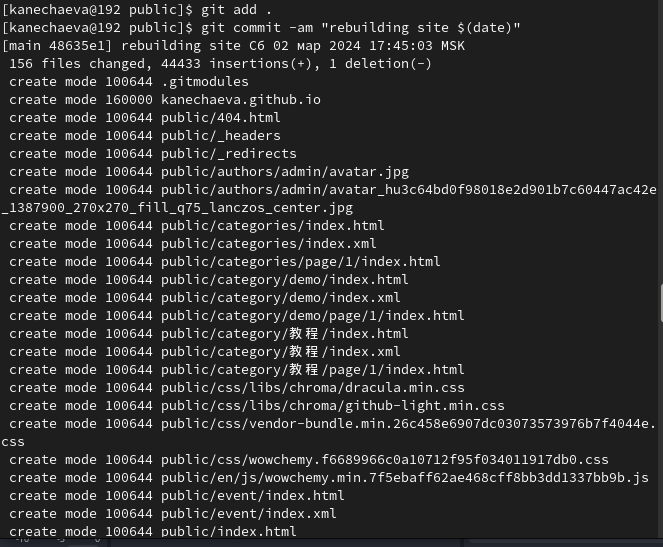 [kanechaeva@192 public]$ git add .
[kanechaeva@192 public]$ git commit -am "rebuilding site $(date)"
[main 48635e1] rebuilding site Сб 02 мар 2024 17:45:03 MSK
156 files changed, 44433 insertions(+), 1 deletion(-)
create mode 100644 .gitmodules
create mode 160000 kanechaeva.github.io
create mode 100644 public/404.html
create mode 100644 public/_headers
create mode 100644 public/_redirects
create mode 100644 public/authors/admin/avatar.jpg
create mode 100644 public/authors/admin/avatar_hu3c64bd0f98018e2d901b7c60447ac42e
_1387900_270x270_fill_q75_lanczos_center.jpg
create mode 100644 public/categories/index.html
create mode 100644 public/categories/index.xml
create mode 100644 public/categories/page/1/index.html
create mode 100644 public/category/demo/index.html
create mode 100644 public/category/demo/index.xml
create mode 100644 public/category/demo/page/1/index.html
create mode 100644 public/category/教程/index.html
create mode 100644 public/category/教程/index.xml
create mode 100644 public/category/教程/page/1/index.html
create mode 100644 public/css/libs/chroma/dracula.min.css
create mode 100644 public/css/libs/chroma/github-light.min.css
create mode 100644 public/css/vendor-bundle.min.26c458e6907dc03073573976b7f4044e.
css
create mode 100644 public/css/wowchemy.f6689966c0a10712f95f034011917db0.css
create mode 100644 public/en/js/wowchemy.min.7f5ebaff62ae468cff8bb3dd1337bb9b.js
create mode 100644 public/event/index.html
create mode 100644 public/event/index.xml
create mode 100644 public/index.html